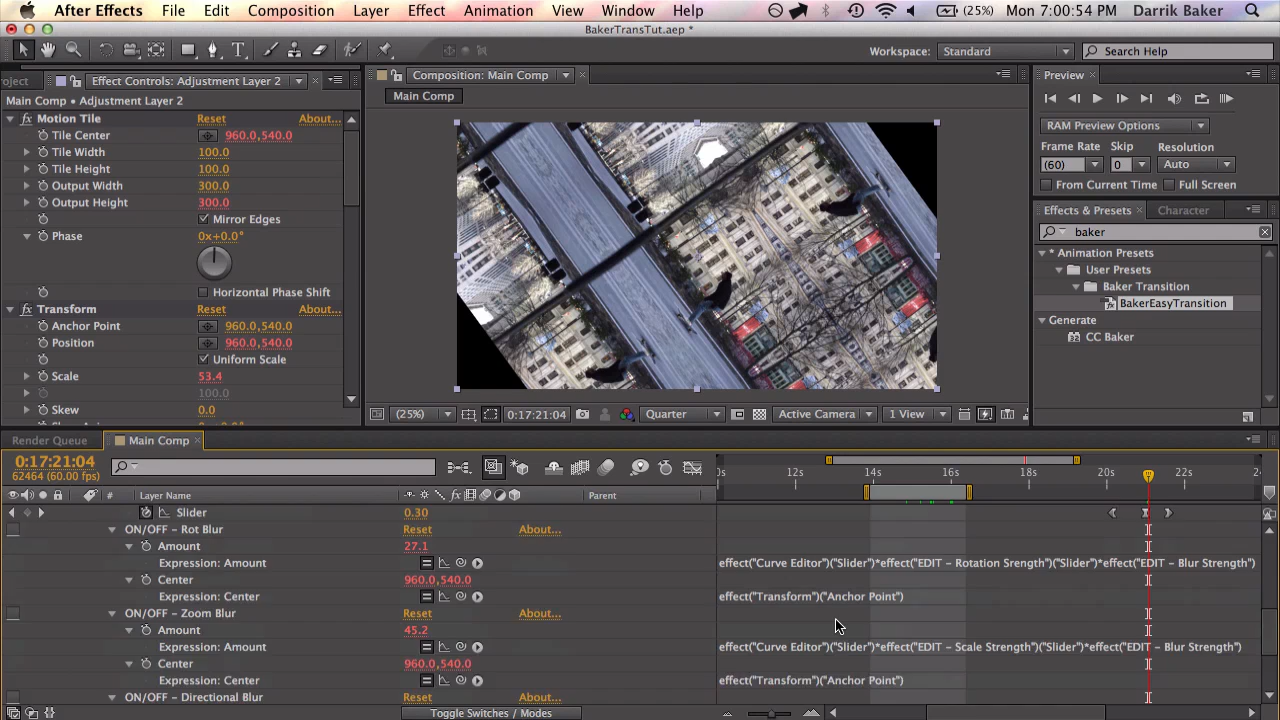 After Effects File Edit Composition Layer Effect Animation View Window Help (25%) Mon 7:00:54 PM Darrik Baker
BakerTransTut.aep *
Workspace: Standard Search Help
oject Effect Controls: Adjustment Layer 2 Composition: Main Comp Preview
Main Comp • Adjustment Layer 2 Main Comp
Motion Tile Reset About...
Tile Center 960.0,540.0
Tile Width 100.0
Tile Height 100.0
Output Width 300.0
Output Height 300.0
Mirror Edges
Phase 0x+0.0°
Horizontal Phase Shift
Transform Reset About...
Anchor Point 960.0,540.0
Position 960.0,540.0
Uniform Scale
Scale 53.4
100.0
Skew 0.0
RAM Preview Options
Frame Rate Skip Resolution
(60) 0 Auto
From Current Time Full Screen
Effects & Presets Character
baker
* Animation Presets
User Presets
Baker Transition
BakerEasyTransition
Generate
CC Baker
(25%) 0:17:21:04 Quarter Active Camera 1 View
Render Queue Main Comp
0:17:21:04
62464 (60.00 fps)
0s 12s 14s 16s 18s 20s 22s 2
# Layer Name Parent
Slider 0.30
ON/OFF - Rot Blur Reset About...
Amount 27.1
Expression: Amount effect("Curve Editor")("Slider")*effect("EDIT - Rotation Srength")("Slider")*effect("EDIT - Blur Strength")
Center 960.0,540.0
Expression: Center effect("Transform")("Anchor Point")
ON/OFF - Zoom Blur Reset About...
Amount 45.2
Expression: Amount effect("Curve Editor")("Slider")*effect("EDIT - Scale Strength")("Slider")*effect("EDIT - Blur Strength")
Center 960.0,540.0
Expression: Center effect("Transform")("Anchor Point")
ON/OFF - Directional Blur Reset About...
Toggle Switches / Modes